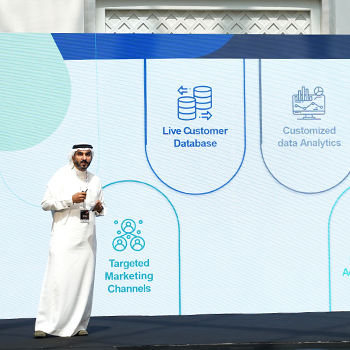 Live Customer
Database
Customized
data Analytics
Targeted
Marketing
Channels